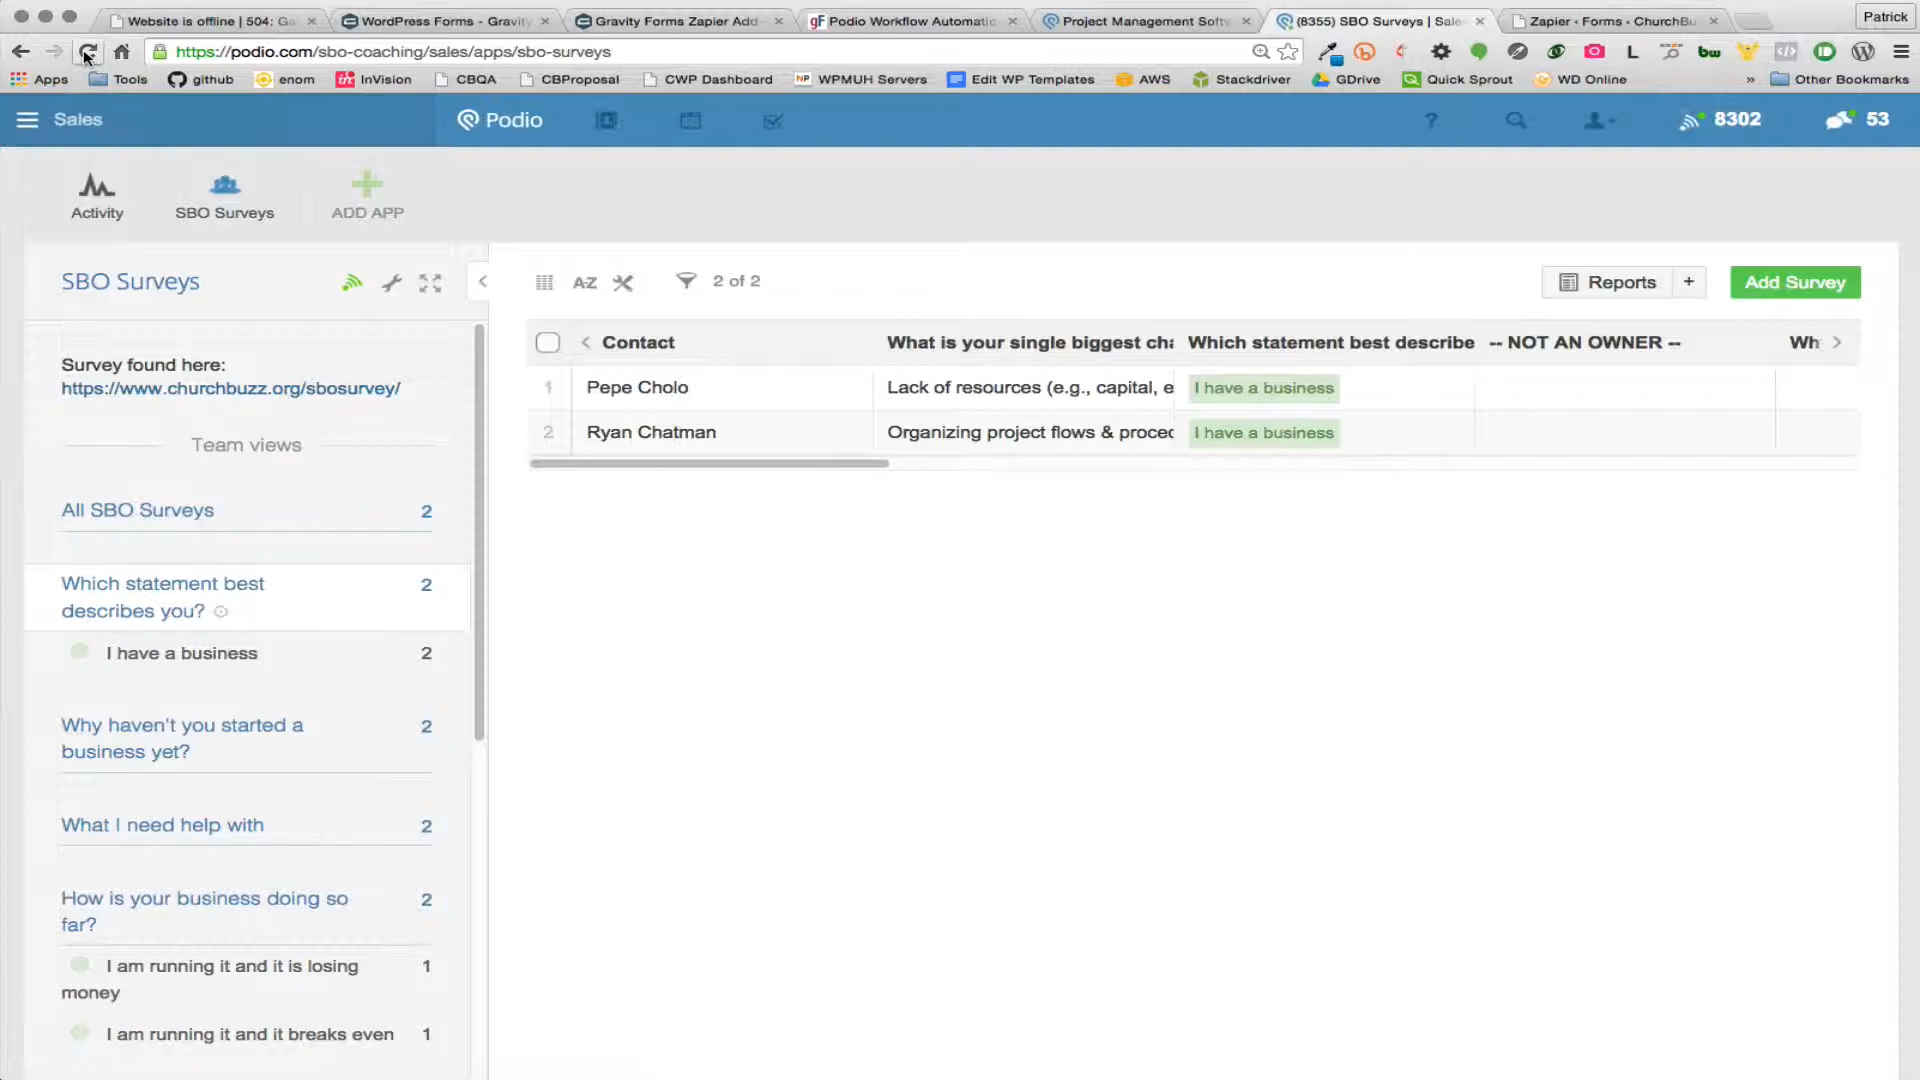 Website is offline | 504: Ga
WordPress Forms - Gravity
Gravity Forms Zapier Add-
Podio Workflow Automatic
Project Management Softw
(8355) SBO Surveys | Sale
Zapier ‹ Forms ‹ ChurchBu
Patrick
https://podio.com/sbo-coaching/sales/apps/sbo-surveys
Apps
Tools
github
enom
InVision
CBQA
CBProposal
CWP Dashboard
WPMUH Servers
Edit WP Templates
AWS
Stackdriver
GDrive
Quick Sprout
WD Online
»
Other Bookmarks
Sales
Podio
?
8302
53
Activity
SBO Surveys
ADD APP
SBO Surveys
A-Z
2 of 2
Reports
+
Add Survey
Survey found here:
https://www.churchbuzz.org/sbosurvey/
Team views
All SBO Surveys 2
Which statement best
describes you? 2
I have a business 2
Why haven't you started a
business yet? 2
What I need help with 2
How is your business doing so
far? 2
I am running it and it is losing
money 1
I am running it and it breaks even 1
Contact What is your single biggest cha Which statement best describe -- NOT AN OWNER -- Wh
1 Pepe Cholo Lack of resources (e.g., capital, e I have a business
2 Ryan Chatman Organizing project flows & proced I have a business